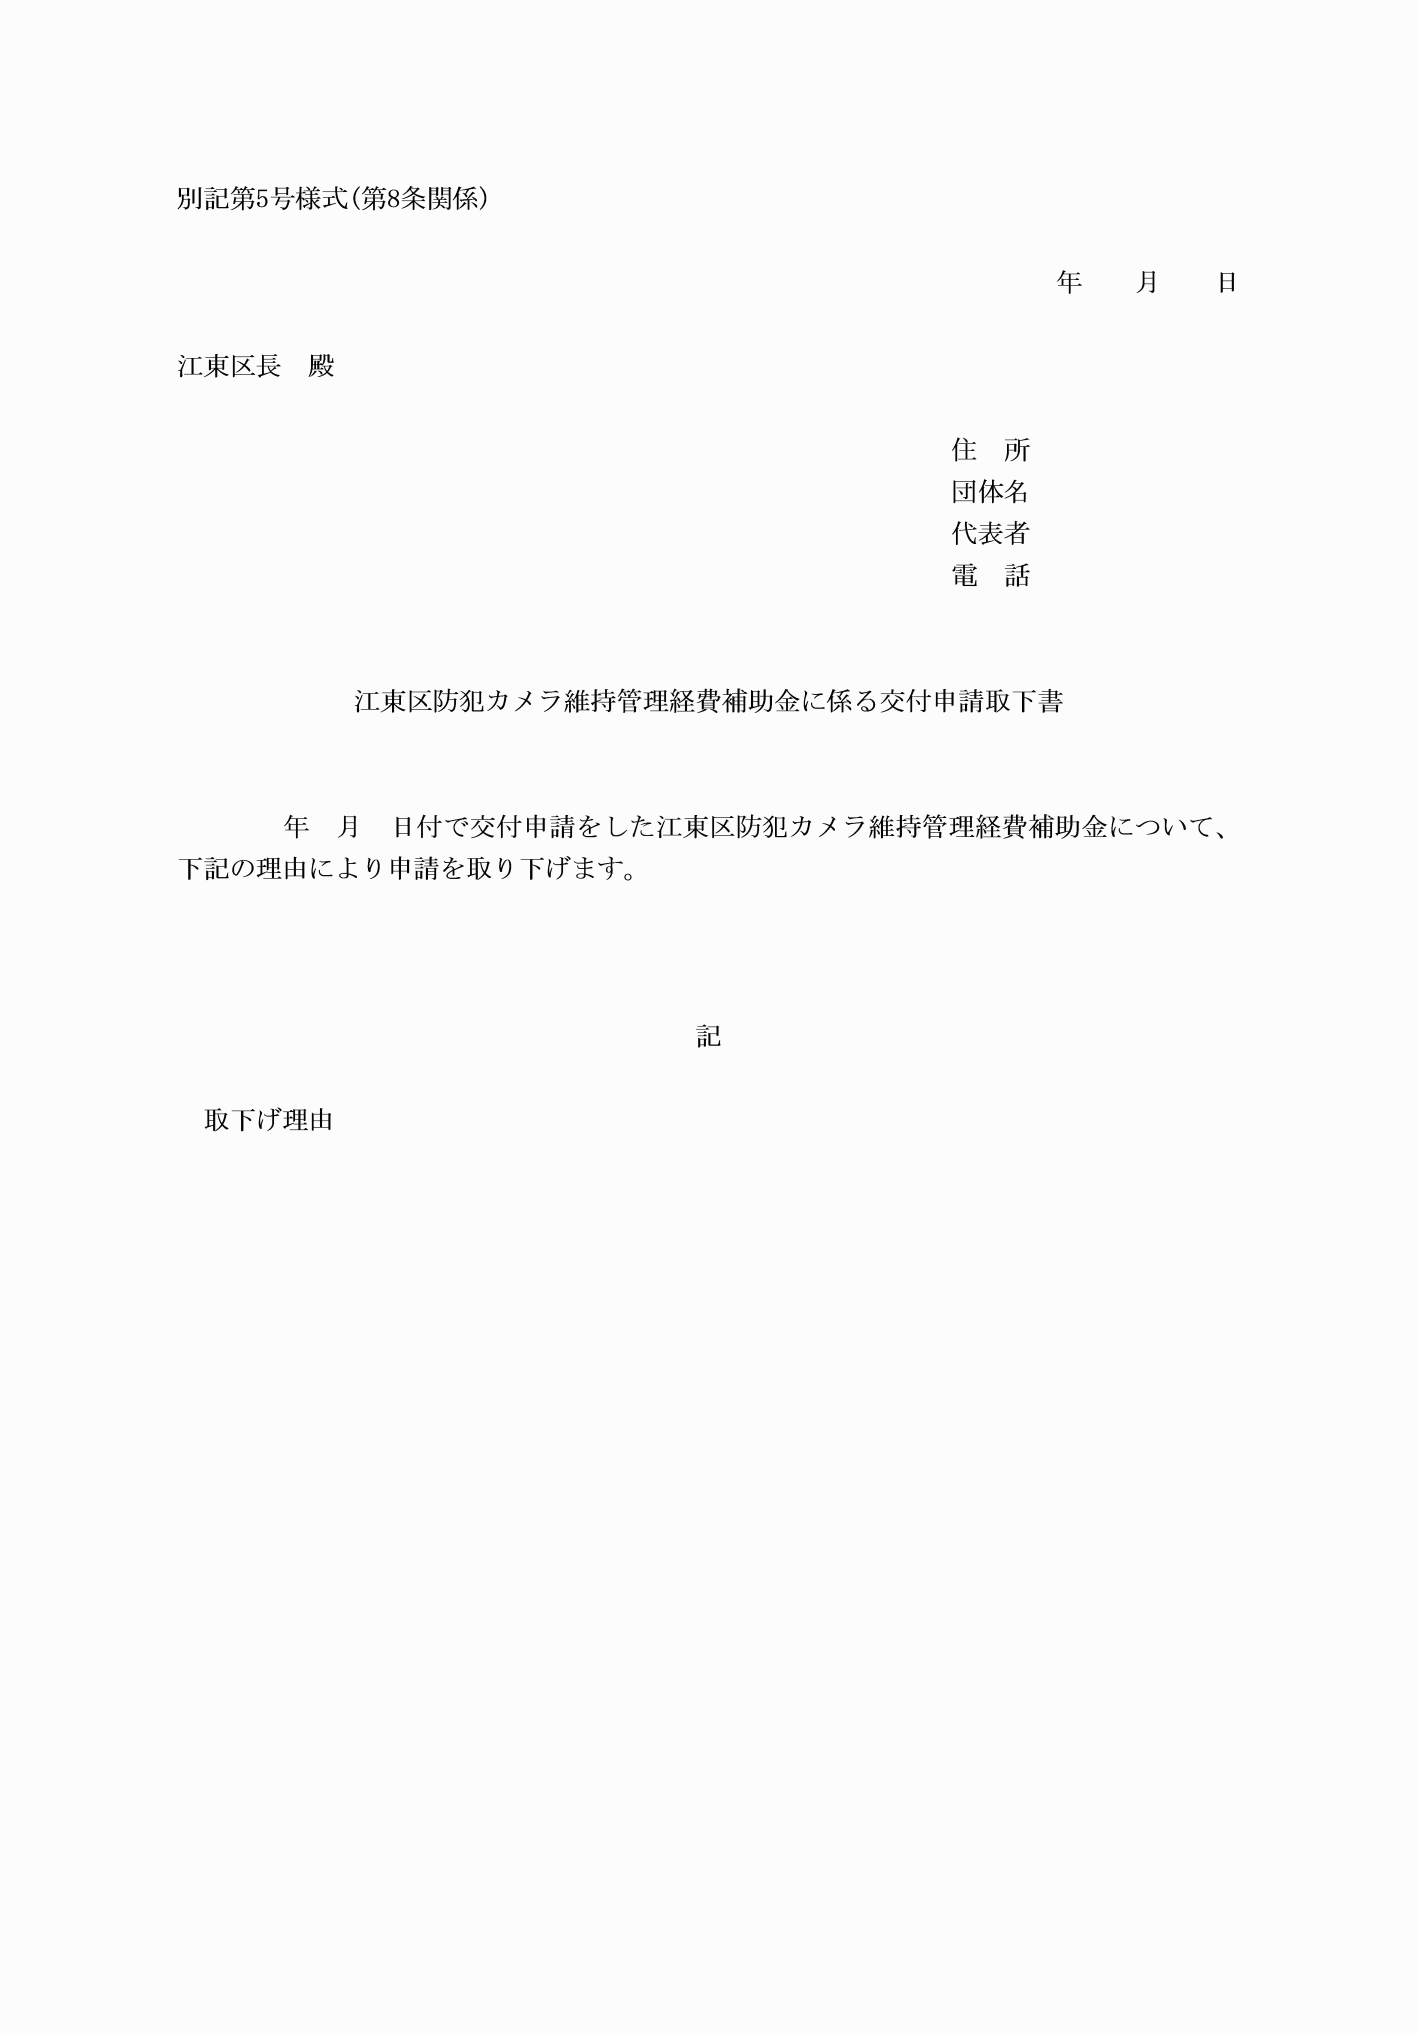 別記第5号様式(第8条関係)
年　　月　　日
江東区長　殿
住　所
団体名
代表者
電　話
江東区防犯カメラ維持管理経費補助金に係る交付申請取下書
年　月　日付で交付申請をした江東区防犯カメラ維持管理経費補助金について、
下記の理由により申請を取り下げます。
記
取下げ理由